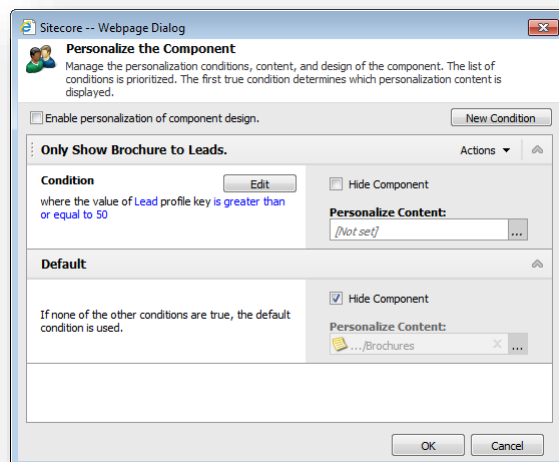 Sitecore -- Webpage Dialog
Personalize the Component
Manage the personalization conditions, content, and design of the component. The list of
conditions is prioritized. The first true condition determines which personalization content is
displayed.
Enable personalization of component design.
New Condition
Only Show Brochure to Leads.
Actions
Condition
Edit
Hide Component
where the value of Lead profile key is greater than
or equal to 50
Personalize Content:
[Not set]
...
Default
Hide Component
If none of the other conditions are true, the default
condition is used.
Personalize Content:
.../Brochures
...
OK
Cancel